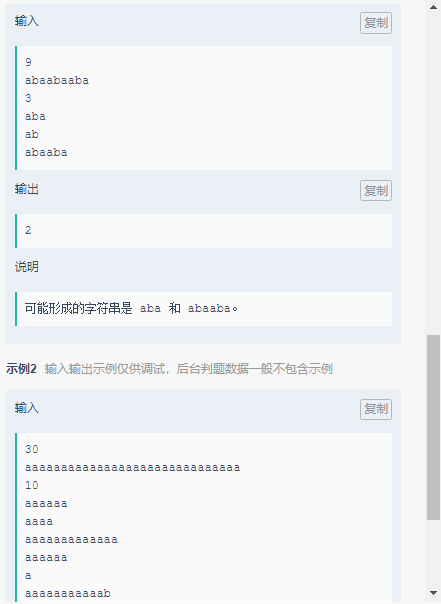 输入
复制
9
abaabaaba
3
aba
ab
abaaba
输出
复制
2
说明
可能形成的字符串是 aba 和 abaaba。
示例2 输入输出示例仅供调试，后台判题数据一般不包含示例
输入
复制
30
aaaaaaaaaaaaaaaaaaaaaaaaaaaaaa
10
aaaaaa
aaaa
aaaaaaaaaaaaa
aaaaaa
a
aaaaaaaaaaab